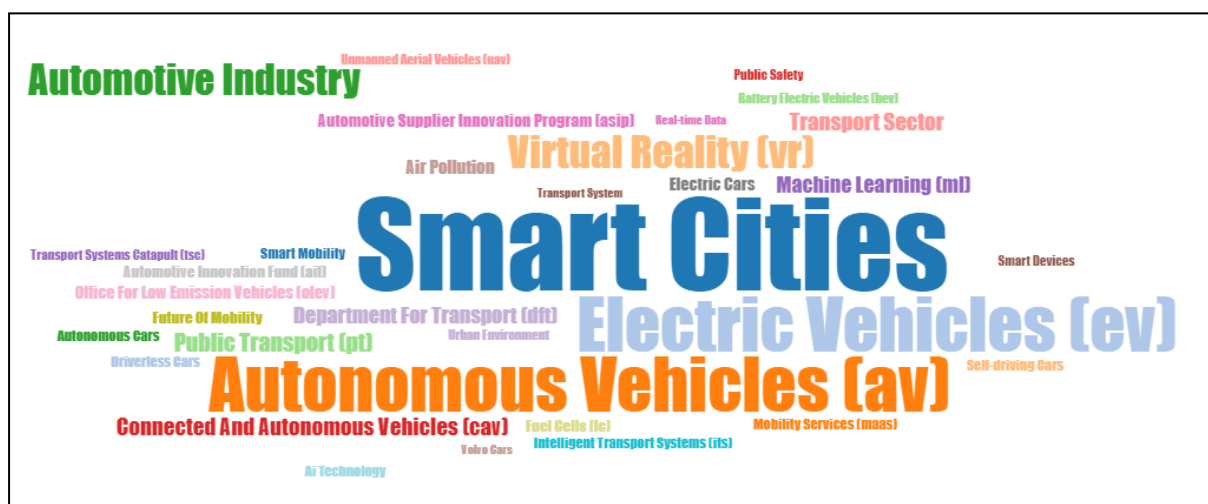 Unmanned Aerial Vehicles (uav)
Automotive Industry
Public Safety
Battery Electric Vehicles (bev)
Automotive Supplier Innovation Program (asip)
Real-time Data
Transport Sector
Virtual Reality (vr)
Air Pollution
Electric Cars
Machine Learning (ml)
Transport System
Smart Cities
Transport Systems Catapult (tsc)
Smart Mobility
Smart Devices
Automotive Innovation Fund (aif)
Office For Low Emission Vehicles (olev)
Future Of Mobility
Department For Transport (dft)
Electric Vehicles (ev)
Autonomous Cars
Public Transport (pt)
Urban Environment
Driverless Cars
Self-driving Cars
Autonomous Vehicles (av)
Connected And Autonomous Vehicles (cav)
Fuel Cells (fc)
Mobility Services (maas)
Intelligent Transport Systems (its)
Volvo Cars
Ai Technology